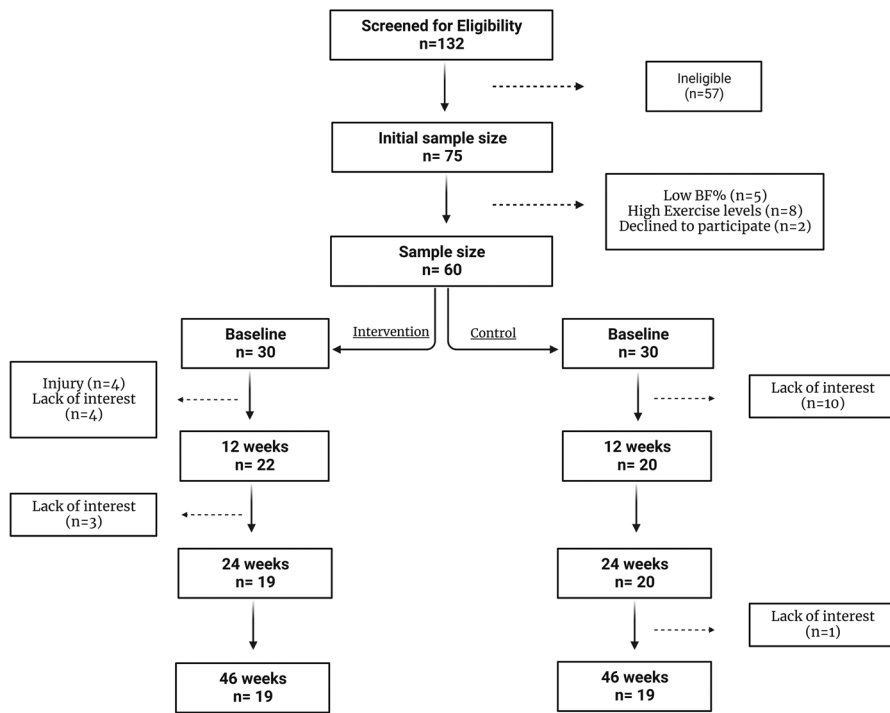 Screened for Eligibility
n=132
Ineligible
(n=57)
Initial sample size
n= 75
Low BF% (n=5)
High Exercise levels (n=8)
Declined to participate (n=2)
Sample size
n= 60
Intervention
Control
Baseline
n= 30
Baseline
n= 30
Injury (n=4)
Lack of interest
(n=4)
Lack of interest
(n=10)
12 weeks
n= 22
12 weeks
n= 20
Lack of interest
(n=3)
24 weeks
n= 19
24 weeks
n= 20
Lack of interest
(n=1)
46 weeks
n= 19
46 weeks
n= 19